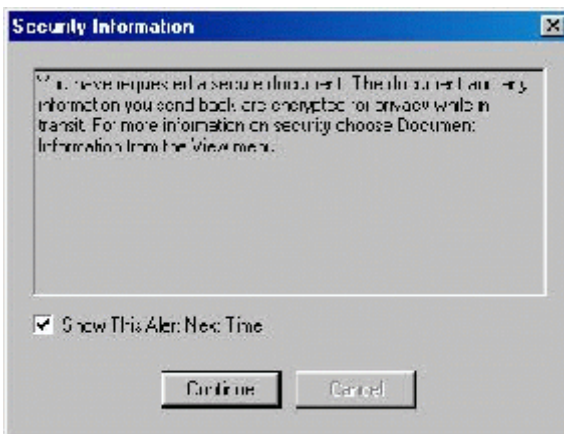 Security Information
You have requested a secure document. The document and any
information you send back are encrypted for privacy while in
transit. For more information on security choose Document
Information from the View menu.
Show This Alert Next Time
Continue
Cancel